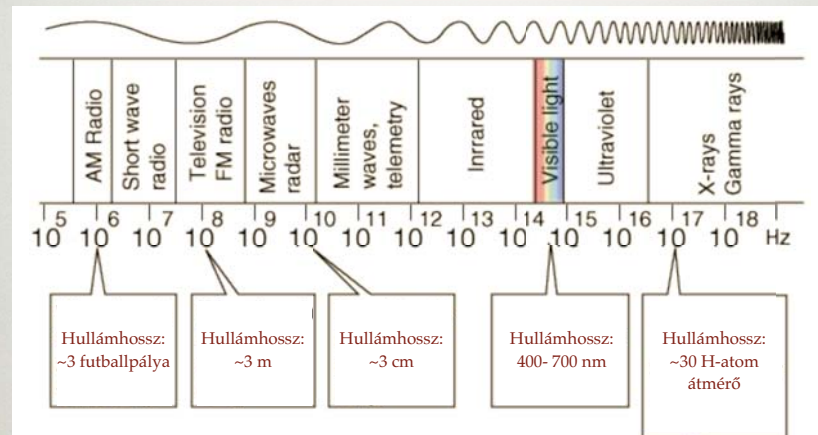 AM Radio
Short wave
radio
Television
FM radio
Microwaves
radar
Millimeter
waves,
telemetry
Inrrared
Visible light
Ultraviolet
X-rays
Gamma rays
10 5 10 6 10 7 10 8 10 9 10 10 10 11 10 12 10 13 10 14 10 15 10 16 10 17 10 18 Hz
Hullámhossz:
~3 futballpálya
Hullámhossz:
~3 m
Hullámhossz:
~3 cm
Hullámhossz:
400- 700 nm
Hullámhossz:
~30 H-atom
átmérő